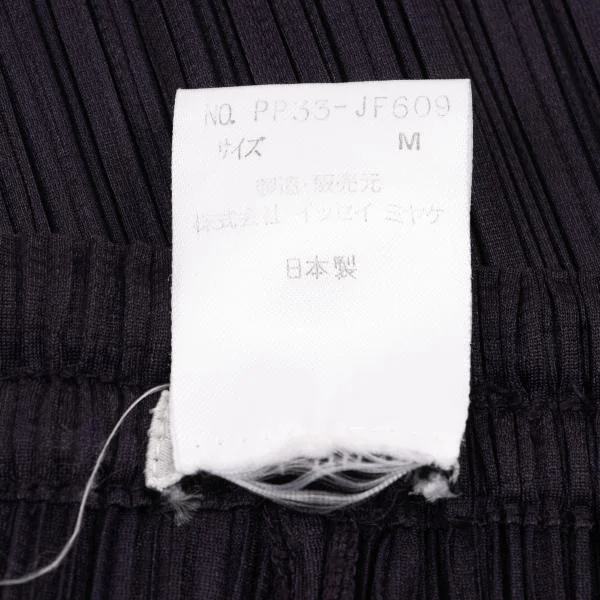 NO. PP33-JF609
サイズ M
製造・販売元
株式会社 イッセイ ミヤケ
日本製